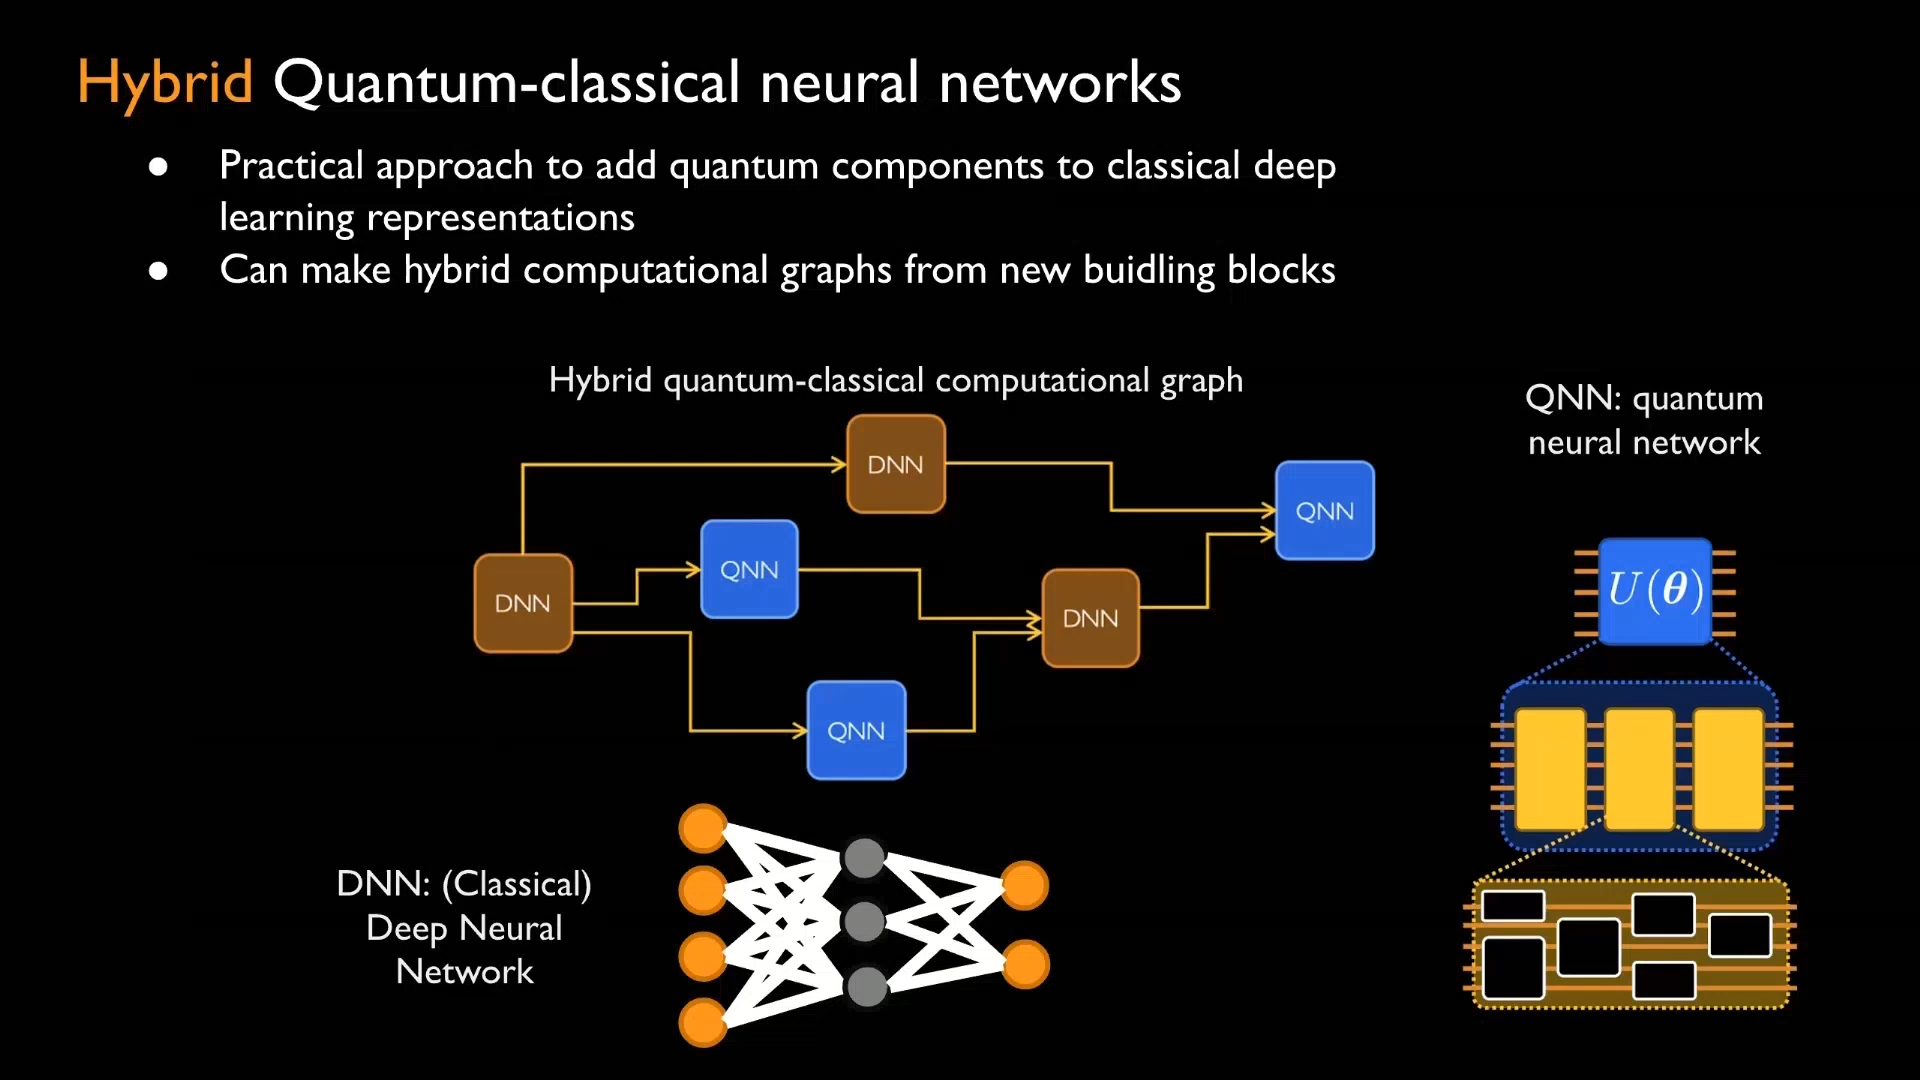 Hybrid Quantum-classical neural networks
● Practical approach to add quantum components to classical deep
learning representations
● Can make hybrid computational graphs from new buidling blocks
Hybrid quantum-classical computational graph
QNN: quantum
neural network
DNN
QNN
QNN
DNN
DNN
QNN
U(θ)
DNN: (Classical)
Deep Neural
Network